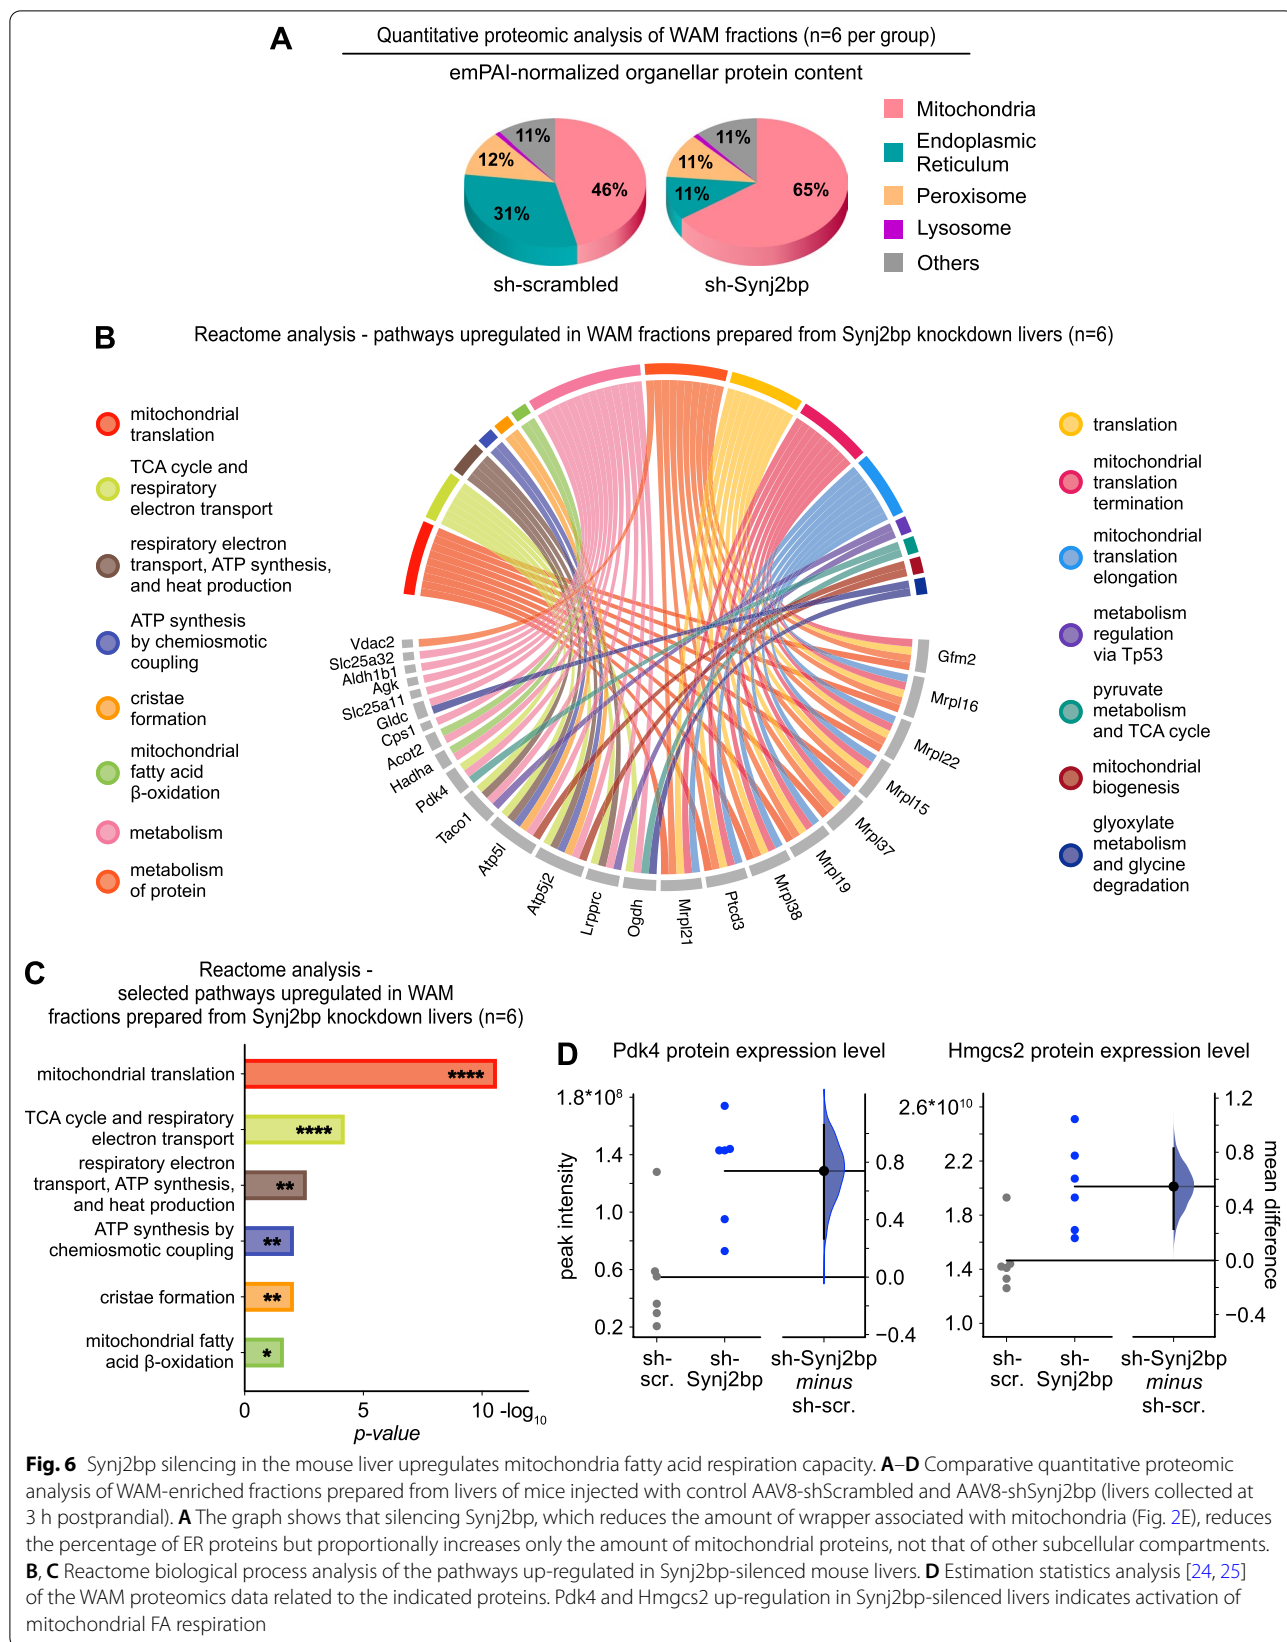 A
Quantitative proteomic analysis of WAM fractions (n=6 per group)
emPAI-normalized organellar protein content
11%
12%
46%
31%
sh-scrambled
11%
11%
11%
65%
sh-Synj2bp
Mitochondria
Endoplasmic
Reticulum
Peroxisome
Lysosome
Others
B
Reactome analysis - pathways upregulated in WAM fractions prepared from Synj2bp knockdown livers (n=6)
mitochondrial
translation
TCA cycle and
respiratory
electron transport
respiratory electron
transport, ATP synthesis,
and heat production
ATP synthesis
by chemiosmotic
coupling
cristae
formation
mitochondrial
fatty acid
β-oxidation
metabolism
metabolism
of protein
translation
mitochondrial
translation
termination
mitochondrial
translation
elongation
metabolism
regulation
via Tp53
pyruvate
metabolism
and TCA cycle
mitochondrial
biogenesis
glyoxylate
metabolism
and glycine
degradation
Vdac2
Slc25a32
Aldh1b1
Agk
Slc25a11
Gldc
Cps1
Acot2
Hadha
Pdk4
Taco1
Atp5l
Atp5j2
Lrpprc
Ogdh
Mrpl21
Ptcd3
Mrpl38
Mrpl19
Mrpl37
Mrpl15
Mrpl22
Mrpl16
Gfm2
C
Reactome analysis -
selected pathways upregulated in WAM
fractions prepared from Synj2bp knockdown livers (n=6)
mitochondrial translation
****
TCA cycle and respiratory
electron transport
****
respiratory electron
transport, ATP synthesis,
and heat production
**
ATP synthesis by
chemiosmotic coupling
**
cristae formation
**
mitochondrial fatty
acid β-oxidation
*
0 5 10 -log10
p-value
D
Pdk4 protein expression level
1.8*10⁸
1.4
1.0
0.6
0.2
peak intensity
0.8
0.4
0.0
−0.4
sh-
scr.
sh-
Synj2bp
sh-Synj2bp
minus
sh-scr.
Hmgcs2 protein expression level
2.6*10¹⁰
2.2
1.8
1.4
1.0
1.2
0.8
0.4
0.0
−0.4
mean difference
sh-
scr.
sh-
Synj2bp
sh-Synj2bp
minus
sh-scr.
Fig. 6 Synj2bp silencing in the mouse liver upregulates mitochondria fatty acid respiration capacity. A–D Comparative quantitative proteomic
analysis of WAM-enriched fractions prepared from livers of mice injected with control AAV8-shScrambled and AAV8-shSynj2bp (livers collected at
3 h postprandial). A The graph shows that silencing Synj2bp, which reduces the amount of wrapper associated with mitochondria (Fig. 2E), reduces
the percentage of ER proteins but proportionally increases only the amount of mitochondrial proteins, not that of other subcellular compartments.
B, C Reactome biological process analysis of the pathways up-regulated in Synj2bp-silenced mouse livers. D Estimation statistics analysis [24, 25]
of the WAM proteomics data related to the indicated proteins. Pdk4 and Hmgcs2 up-regulation in Synj2bp-silenced livers indicates activation of
mitochondrial FA respiration